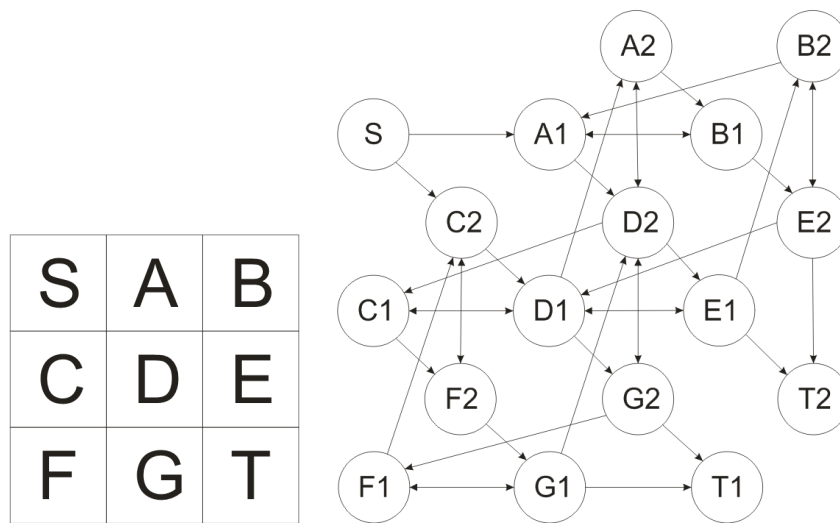 S A B
C D E
F G T
A2 B2
S A1 B1
C2 D2 E2
C1 D1 E1
F2 G2 T2
F1 G1 T1